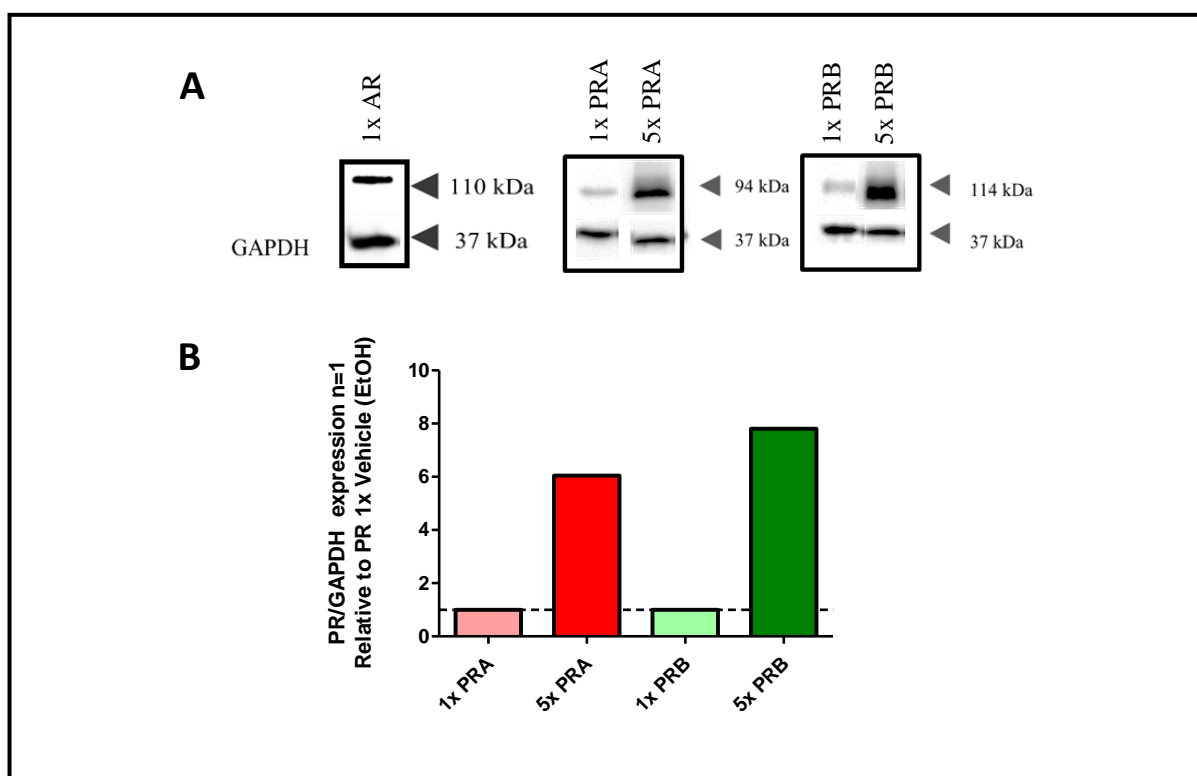 A
1x AR
1x PRA
5x PRA
1x PRB
5x PRB
110 kDa
94 kDa
114 kDa
GAPDH
37 kDa
37 kDa
37 kDa
B
PR/GAPDH expression n=1
Relative to PR 1x Vehicle (EtOH)
10
8
6
4
2
0
1x PRA
5x PRA
1x PRB
5x PRB